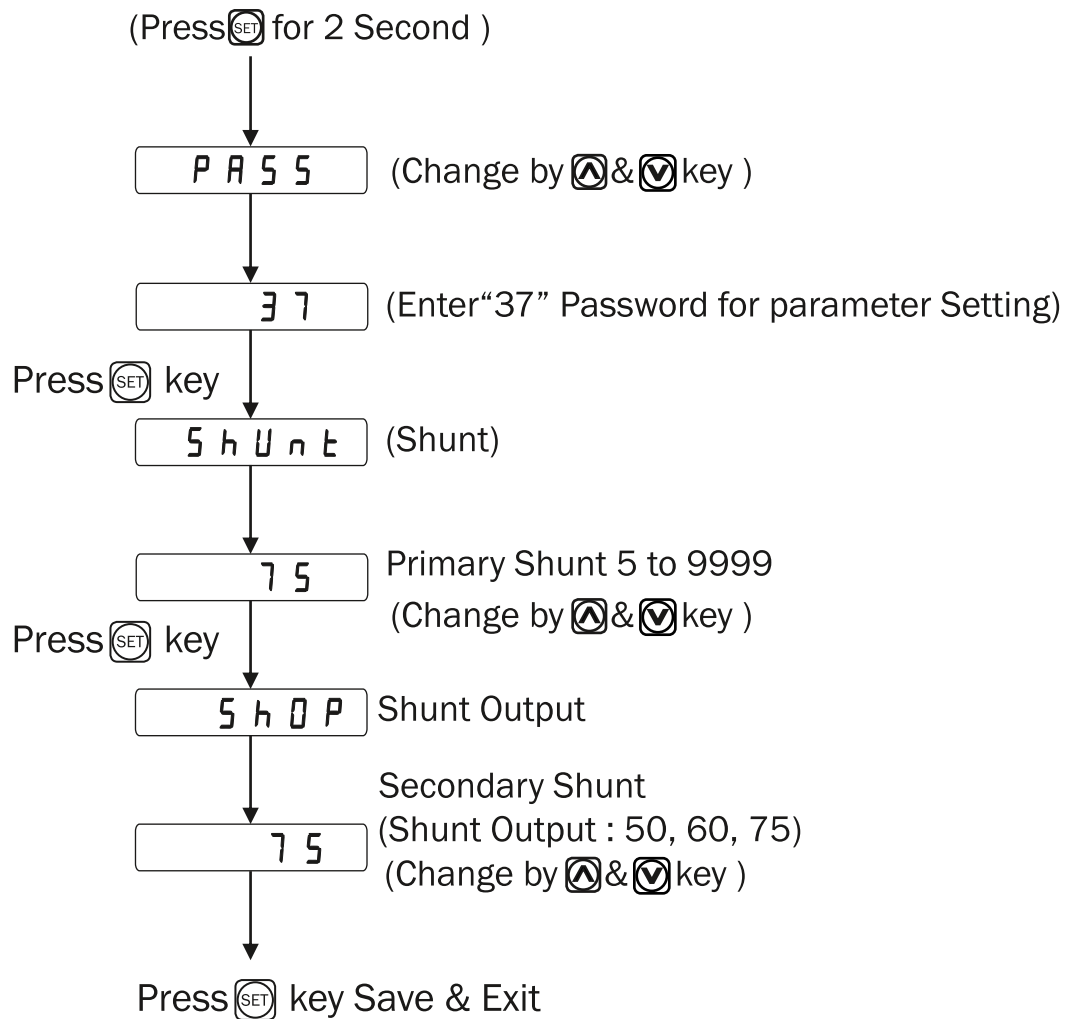 (Press SET for 2 Second )
PASS
(Change by & key )
37
(Enter“37” Password for parameter Setting)
Press SET key
ShUnt
(Shunt)
75
Primary Shunt 5 to 9999
(Change by & key )
Press SET key
ShOP
Shunt Output
Secondary Shunt
(Shunt Output : 50, 60, 75)
75
(Change by & key )
Press SET key Save & Exit